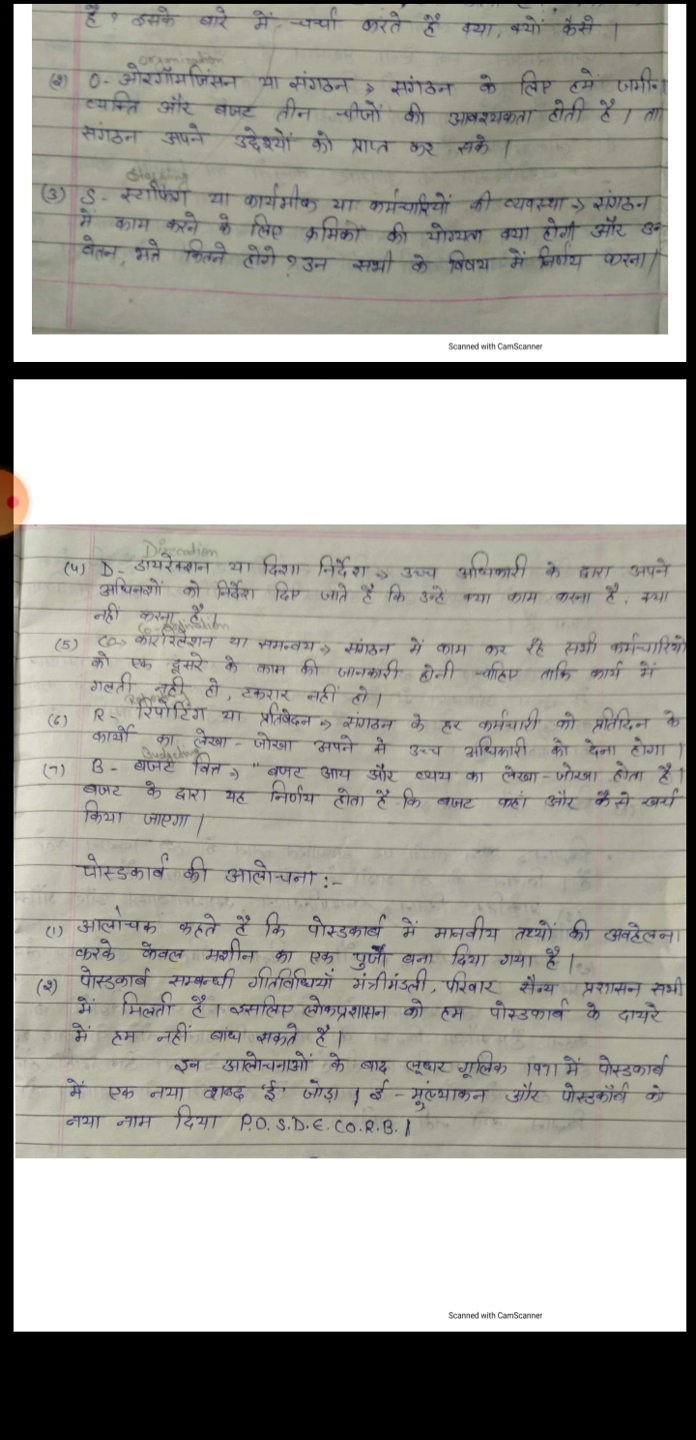 है ? इसके बारे में चर्चा करते है क्या, क्यों कैसे ।
organisation
(2) O- ओरगॉमजिंसन या संगठन → संगठन के लिए हमें जमीन
व्यक्ति और बजट तीन चीजों की आवश्यकता होती है । ता
संगठन अपने उद्देश्यों को प्राप्त कर सके ।
Staffing
(3) S- स्टाफिंग या कार्यमीक या कर्मचारियों की व्यवस्था → संगठन
में काम करने के लिए क्रमिको की योग्यता क्या होगी और उन
वेतन, भते कितने होगे ? उन सभी के विषय में निर्णय करना ।
Scanned with CamScanner
Direcation
(4) D- डायरेक्शन या दिशा निर्देश → उच्च अधिकारी के द्वारा अपने
अधिनस्थों को निर्देश दिए जाते है कि उन्हे क्या काम करना है, क्या
नही करना है ।
(5) CO→ कॉरिलेशन या समन्वय → संगठन में काम कर रहे सभी कर्मचारियो
को एक दूसरे के काम की जानकारी होनी चाहिए ताकि कार्य में
गलती नही हो, टकरार नहीं हो ।
(6) R- रिपोर्टिंग या प्रतिवेदन → संगठन के हर कर्मचारी को प्रतिदिन के
कार्यो का लेखा-जोखा अपने से उच्च अधिकारी को देना होगा ।
Budgeting
(7) B- बजट वित → "बजट आय और व्यय का लेखा-जोखा होता है ।
बजट के द्वारा यह निर्णय होता है कि बजट कहां और कैसे खर्च
किया जाएगा ।
पोस्डकार्ब की आलोचना :-
(1) आलोचक कहते है कि पोस्डकार्ब में मानवीय तथ्यों की अवहेलना
करके केवल मशीन का एक पुर्जा बना दिया गया है ।
(2) पोस्डकार्ब सम्बन्धी गीतविधियाँ मंत्रीमंडली, परिवार सैन्य प्रशासन सभी
में मिलती है । इसलिए लोकप्रशासन को हम पोस्डकार्ब के दायरे
में हम नहीं बांध सकते है ।
इन आलोचनाओं के बाद लूथर गूलिक 1971 में पोस्डकार्ब
में एक नया शब्द 'ई' जोड़ा । ई - मुल्याकन और पोस्डकॉर्ब को
नया नाम दिया P.O.S.D.E.CO.R.B. ।
Scanned with CamScanner